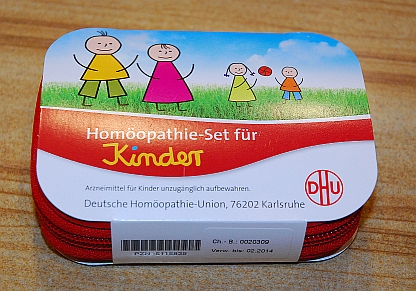 Homöopathie-Set für
Kinder
Arzneimittel für Kinder unzugänglich aufbewahren.
DHU
Deutsche Homöopathie-Union, 76202 Karlsruhe
Ch.-B.: 0020309
Verw. bis: 02.2014